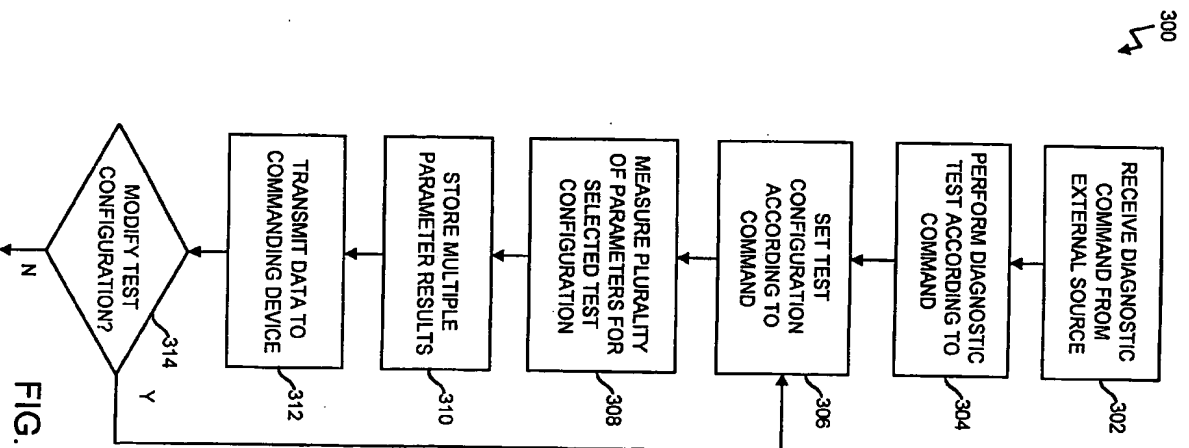 300
RECEIVE DIAGNOSTIC
COMMAND FROM
EXTERNAL SOURCE
302
PERFORM DIAGNOSTIC
TEST ACCORDING TO
COMMAND
304
SET TEST
CONFIGURATION
ACCORDING TO
COMMAND
306
MEASURE PLURALITY
OF PARAMETERS FOR
SELECTED TEST
CONFIGURATION
308
STORE MULTIPLE
PARAMETER RESULTS
310
TRANSMIT DATA TO
COMMANDING DEVICE
312
MODIFY TEST
CONFIGURATION?
314
Y
N
FIG.